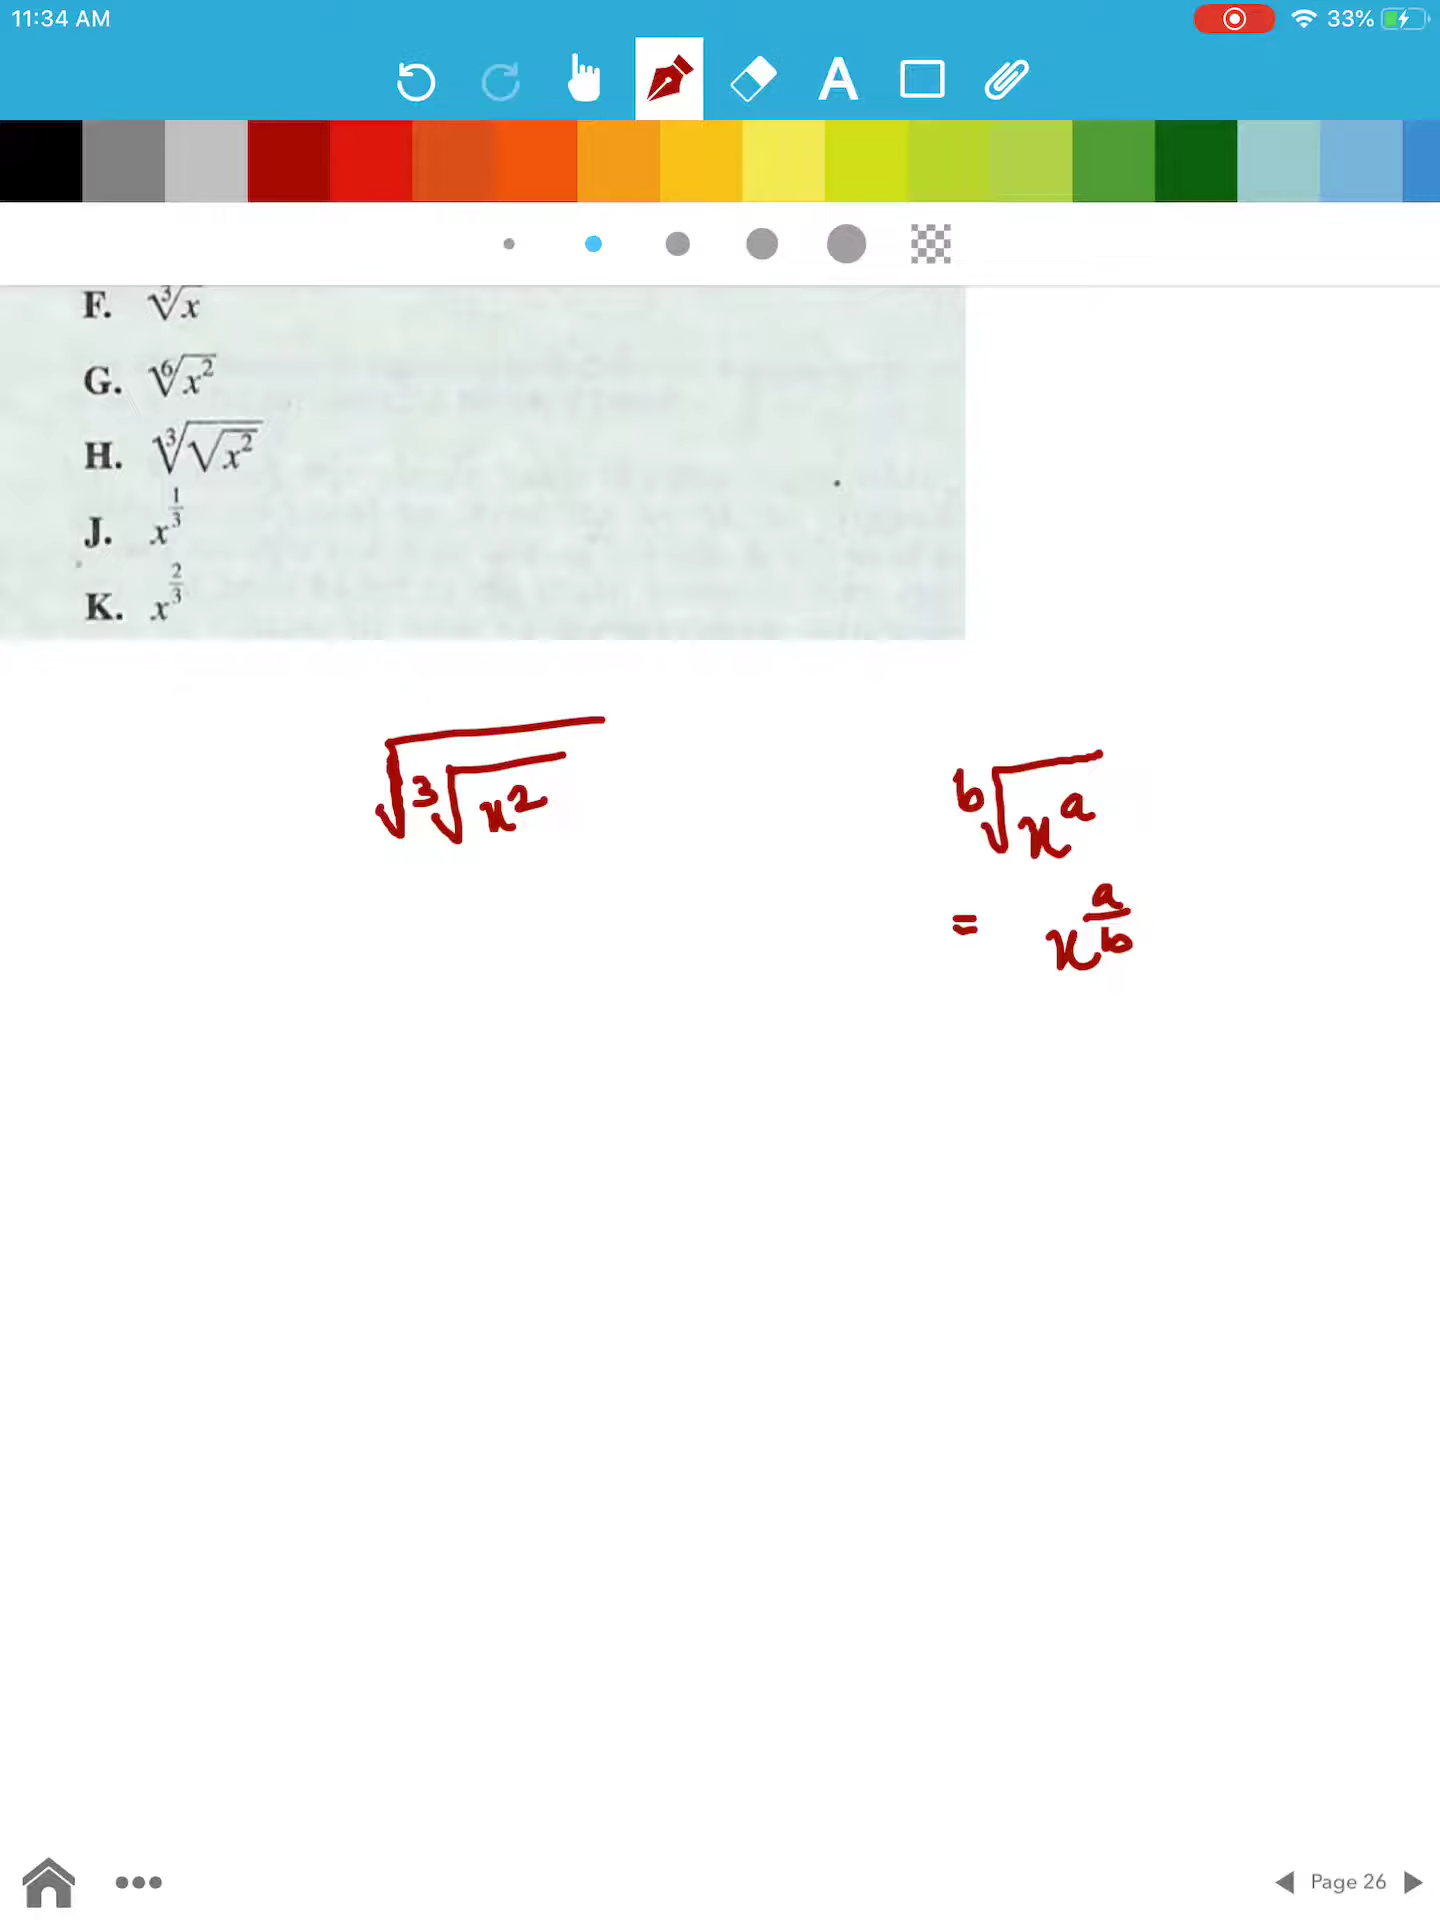 11:34 AM 33%
A
F. ∛x
G. ⁶√x²
H. ∛√x²
J. x^(1/3)
K. x^(2/3)
√∛x² ᵇ√xᵃ
= x^(a/b)
Page 26